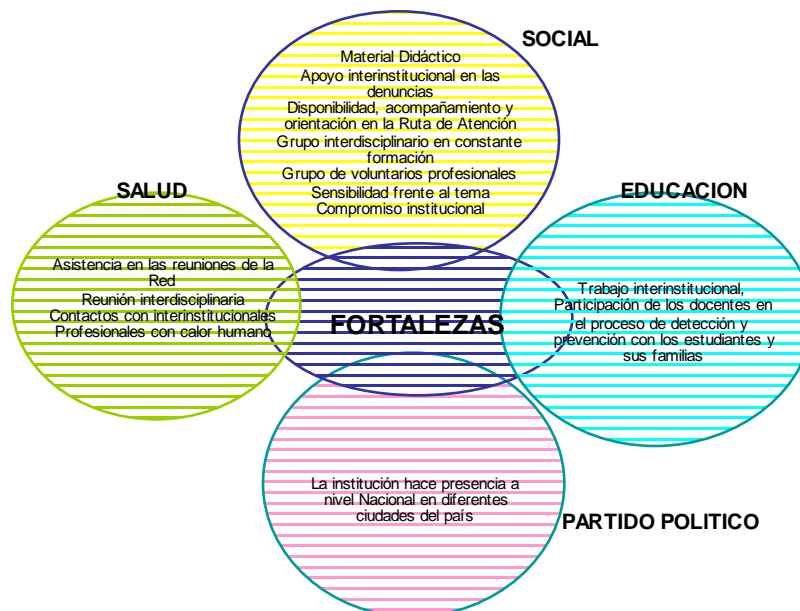 SOCIAL
Material Didáctico
Apoyo interinstitucional en las
denuncias
Disponibilidad, acompañamiento y
orientación en la Ruta de Atención
Grupo interdisciplinario en constante
formación
Grupo de voluntarios profesionales
Sensibilidad frente al tema
Compromiso institucional
SALUD
Asistencia en las reuniones de la
Red
Reunión interdisciplinaria
Contactos con interinstitucionales
Profesionales con calor humano
FORTALEZAS
EDUCACION
Trabajo interinstitucional,
Participación de los docentes en
el proceso de detección y
prevención con los estudiantes y
sus familias
La institución hace presencia a
nivel Nacional en diferentes
ciudades del país
PARTIDO POLITICO